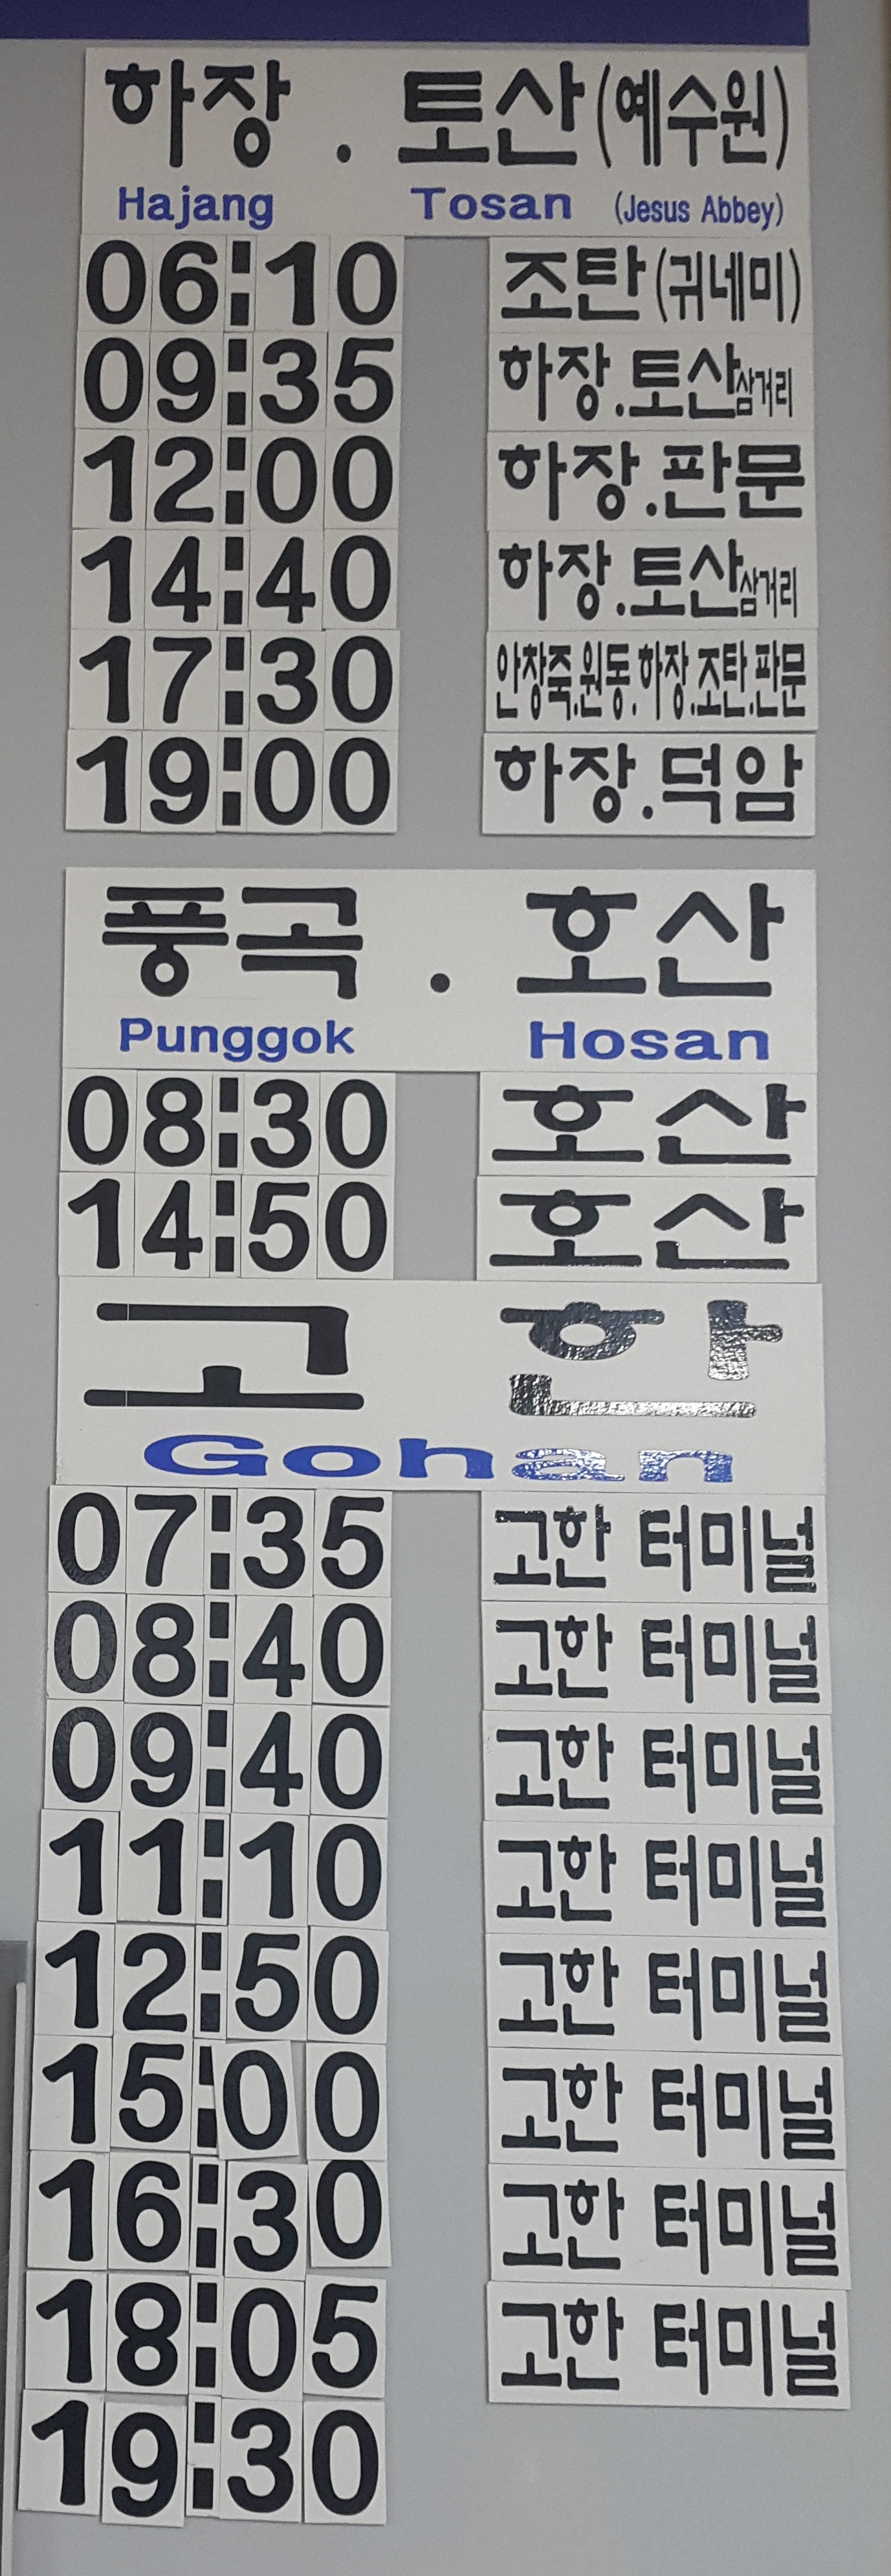 하장 . 토산(예수원)
Hajang Tosan (Jesus Abbey)
06:10 조탄(귀네미)
09:35 하장.토산삼거리
12:00 하장.판문
14:40 하장.토산삼거리
17:30 안창죽.원동.하장.조탄.판문
19:00 하장.덕암
풍곡 . 호산
Punggok Hosan
08:30 호산
14:50 호산
고한
Gohan
07:35 고한 터미널
08:40 고한 터미널
09:40 고한 터미널
11:10 고한 터미널
12:50 고한 터미널
15:00 고한 터미널
16:30 고한 터미널
18:05 고한 터미널
19:30